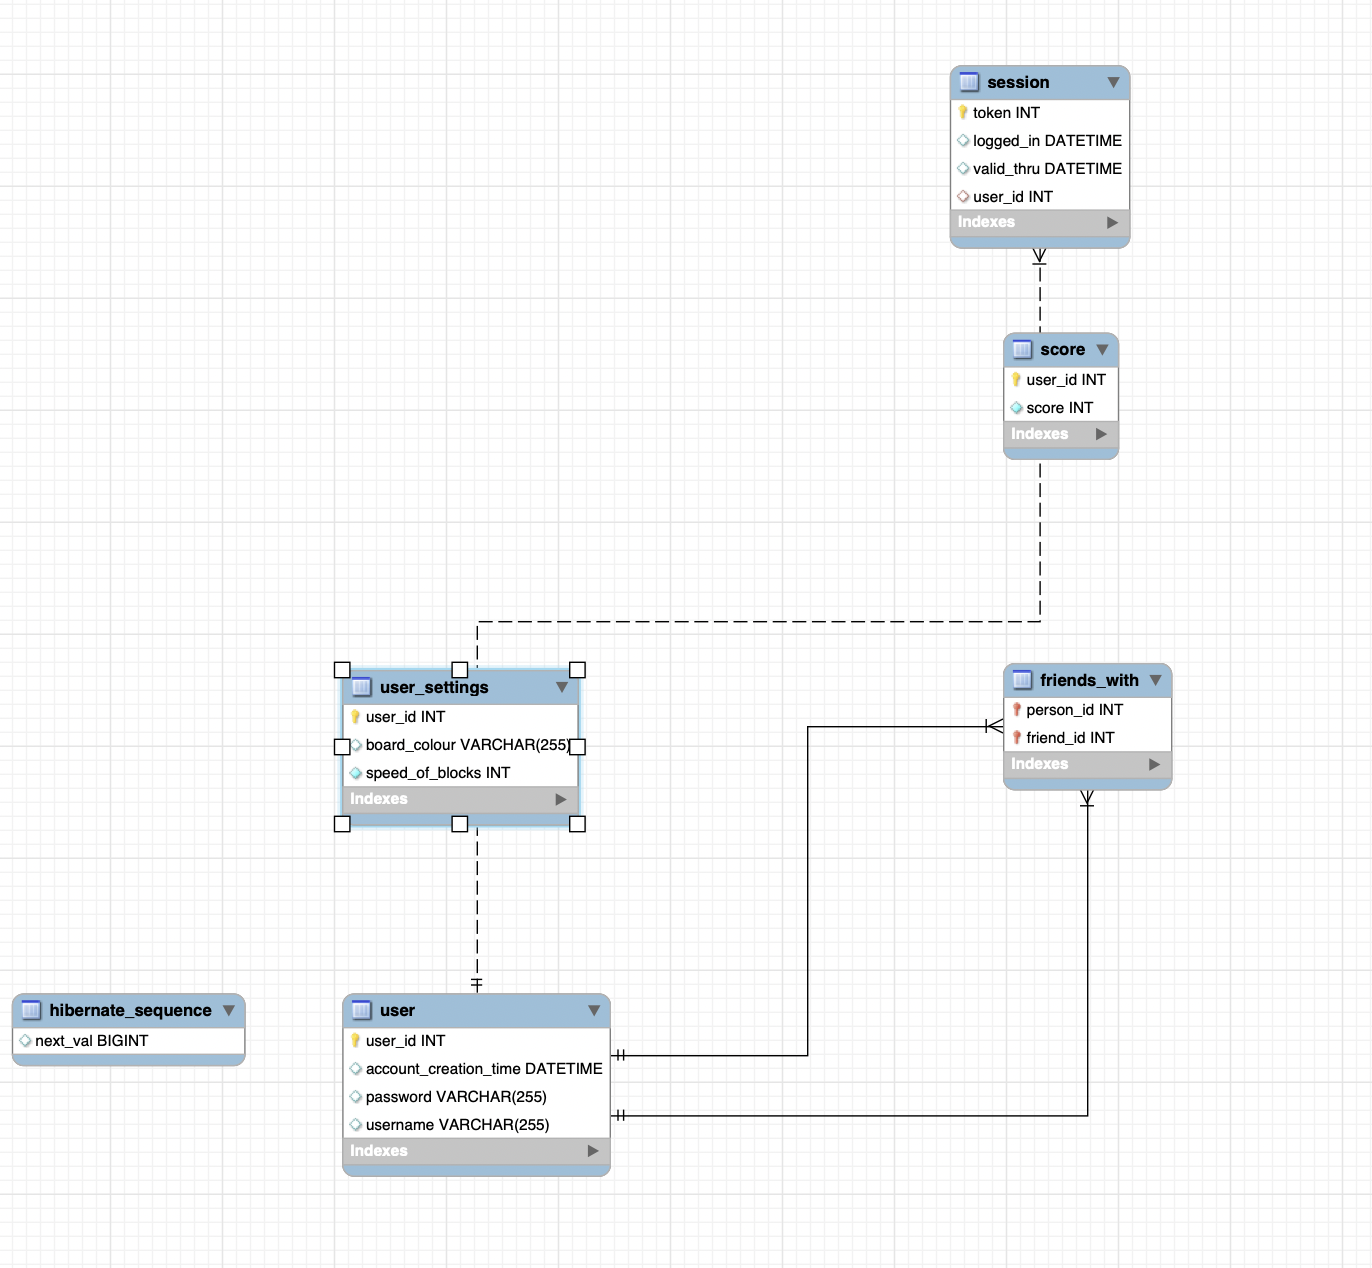 session
token INT
logged_in DATETIME
valid_thru DATETIME
user_id INT
Indexes
score
user_id INT
score INT
Indexes
user_settings
user_id INT
board_colour VARCHAR(255)
speed_of_blocks INT
Indexes
friends_with
person_id INT
friend_id INT
Indexes
hibernate_sequence
next_val BIGINT
user
user_id INT
account_creation_time DATETIME
password VARCHAR(255)
username VARCHAR(255)
Indexes